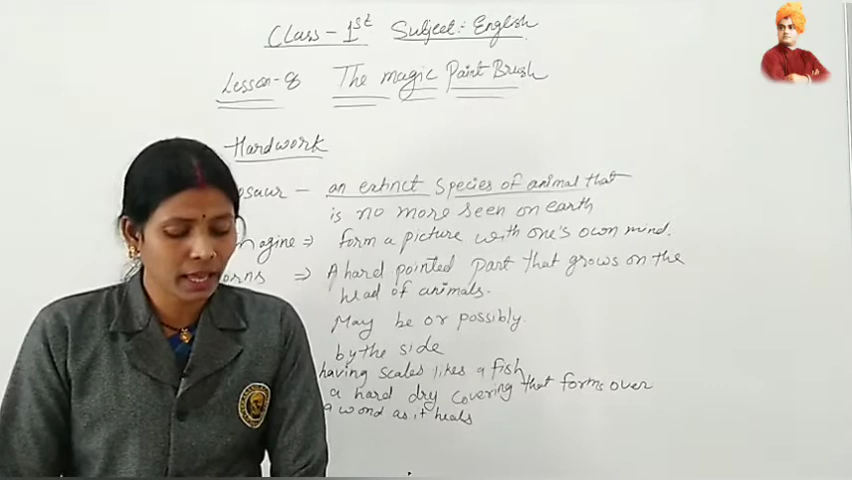 Class - 1st Subject:- English
Lesson-8 The magic Paint Brush
Hardwork
osaur - an extinct species of animal that
is no more seen on earth
magine => form a picture with one's own mind.
orns => A hard pointed part that grows on the
head of animals.
May be or possibly.
by the side
having scales likes a fish
a hard dry covering that forms over
a wond as it heals